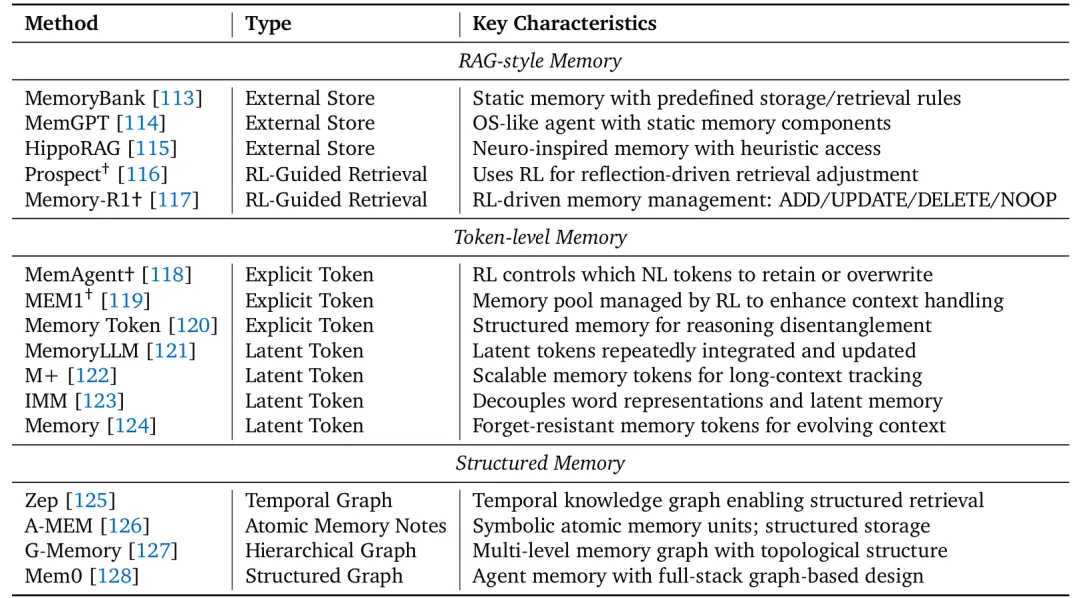 Method Type Key Characteristics
RAG-style Memory
MemoryBank [113] External Store Static memory with predefined storage/retrieval rules
MemGPT [114] External Store OS-like agent with static memory components
HippoRAG [115] External Store Neuro-inspired memory with heuristic access
Prospect† [116] RL-Guided Retrieval Uses RL for reflection-driven retrieval adjustment
Memory-R1† [117] RL-Guided Retrieval RL-driven memory management: ADD/UPDATE/DELETE/NOOP
Token-level Memory
MemAgent† [118] Explicit Token RL controls which NL tokens to retain or overwrite
MEM1† [119] Explicit Token Memory pool managed by RL to enhance context handling
Memory Token [120] Explicit Token Structured memory for reasoning disentanglement
MemoryLLM [121] Latent Token Latent tokens repeatedly integrated and updated
M+ [122] Latent Token Scalable memory tokens for long-context tracking
IMM [123] Latent Token Decouples word representations and latent memory
Memory [124] Latent Token Forget-resistant memory tokens for evolving context
Structured Memory
Zep [125] Temporal Graph Temporal knowledge graph enabling structured retrieval
A-MEM [126] Atomic Memory Notes Symbolic atomic memory units; structured storage
G-Memory [127] Hierarchical Graph Multi-level memory graph with topological structure
Mem0 [128] Structured Graph Agent memory with full-stack graph-based design